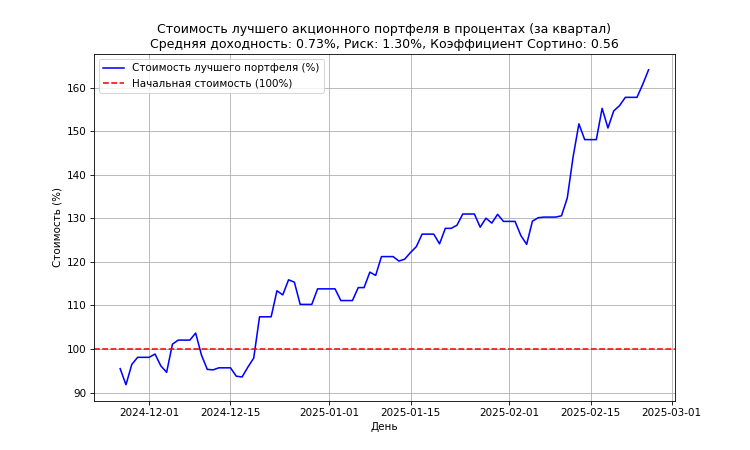 Стоимость лучшего акционного портфеля в процентах (за квартал)
Средняя доходность: 0.73%, Риск: 1.30%, Коэффициент Сортино: 0.56
Стоимость лучшего портфеля (%)
Начальная стоимость (100%)
Стоимость (%)
160
150
140
130
120
110
100
90
2024-12-01 2024-12-15 2025-01-01 2025-01-15 2025-02-01 2025-02-15 2025-03-01
День